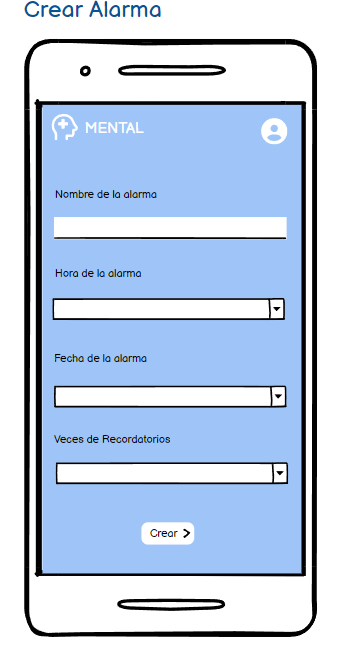 Crear Alarma
MENTAL
Nombre de la alarma
Hora de la alarma
Fecha de la alarma
Veces de Recordatorios
Crear